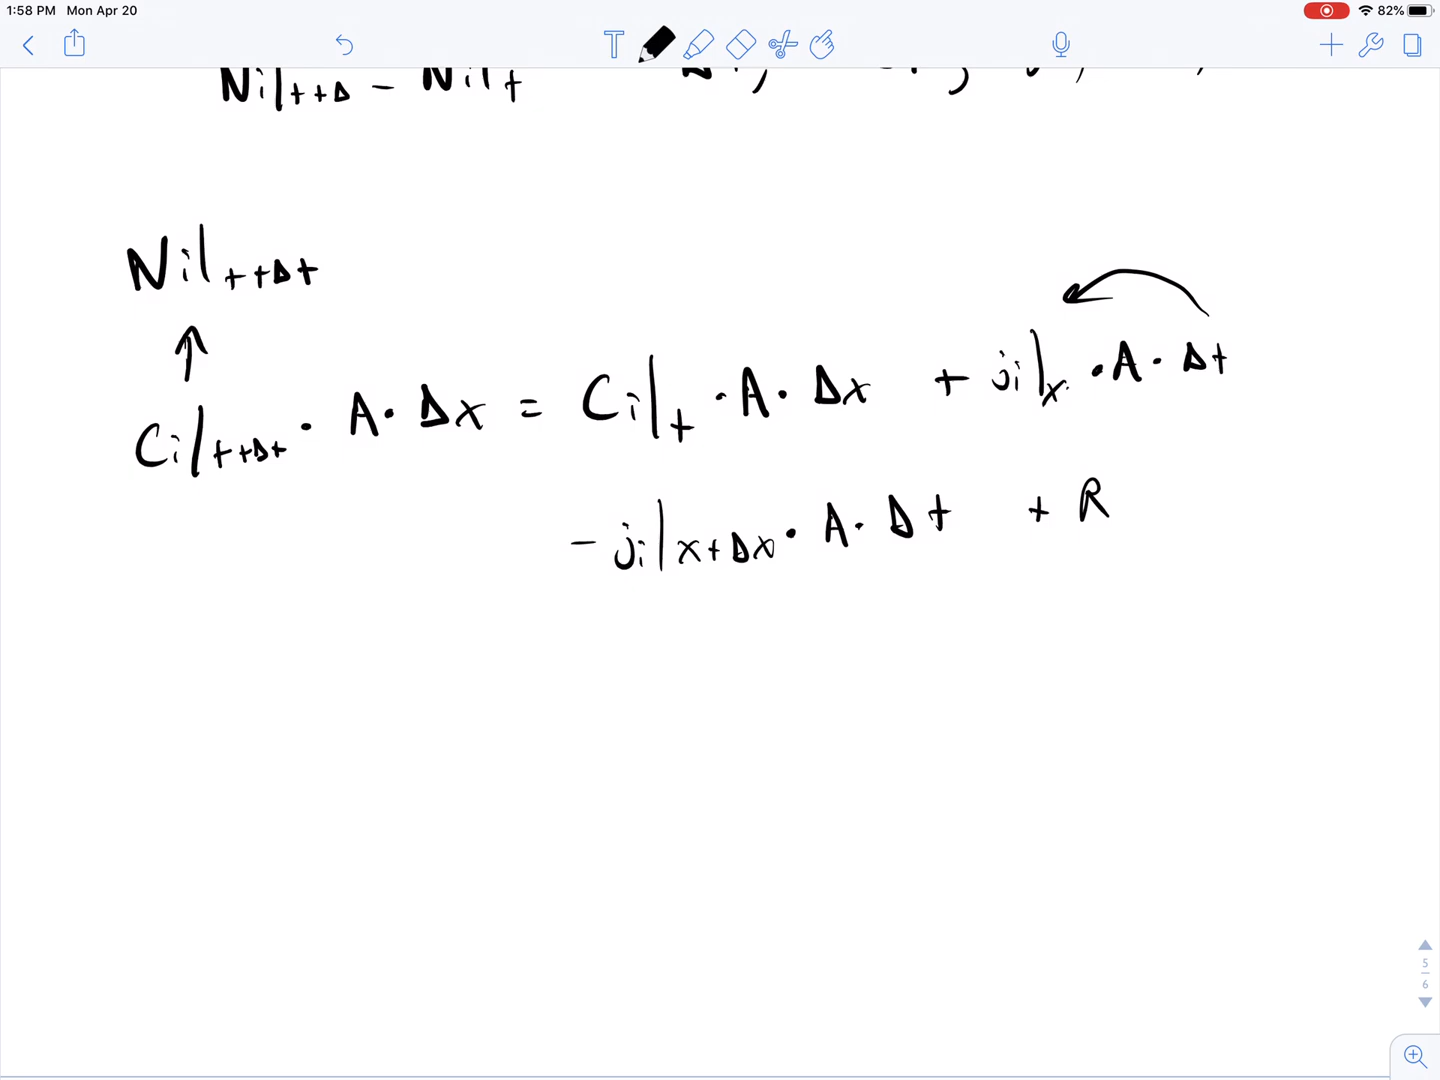 1:58 PM Mon Apr 20 82%
T
Ni|t+Δ - Ni|t
Ni|t+Δt
↑
Ci|t+Δt · A · Δx = Ci|t · A · Δx + ji|x · A · Δt
- ji|x+Δx · A · Δt + R
5
6